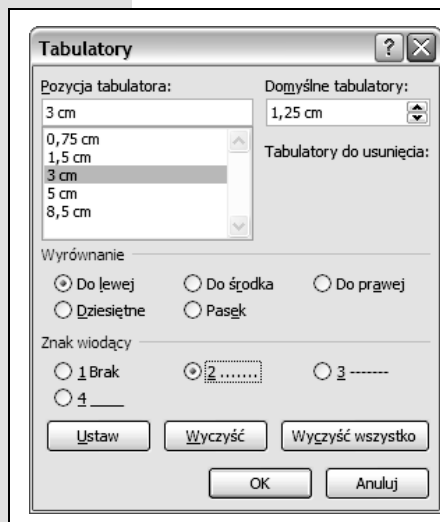 Tabulatory
Pozycja tabulatora: Domyślne tabulatory:
3 cm 1,25 cm
0,75 cm
1,5 cm Tabulatory do usunięcia:
3 cm
5 cm
8,5 cm
Wyrównanie
Do lewej Do środka Do prawej
Dziesiętne Pasek
Znak wiodący
1 Brak 2 ....... 3 -------
4 ____
Ustaw Wyczyść Wyczyść wszystko
OK Anuluj